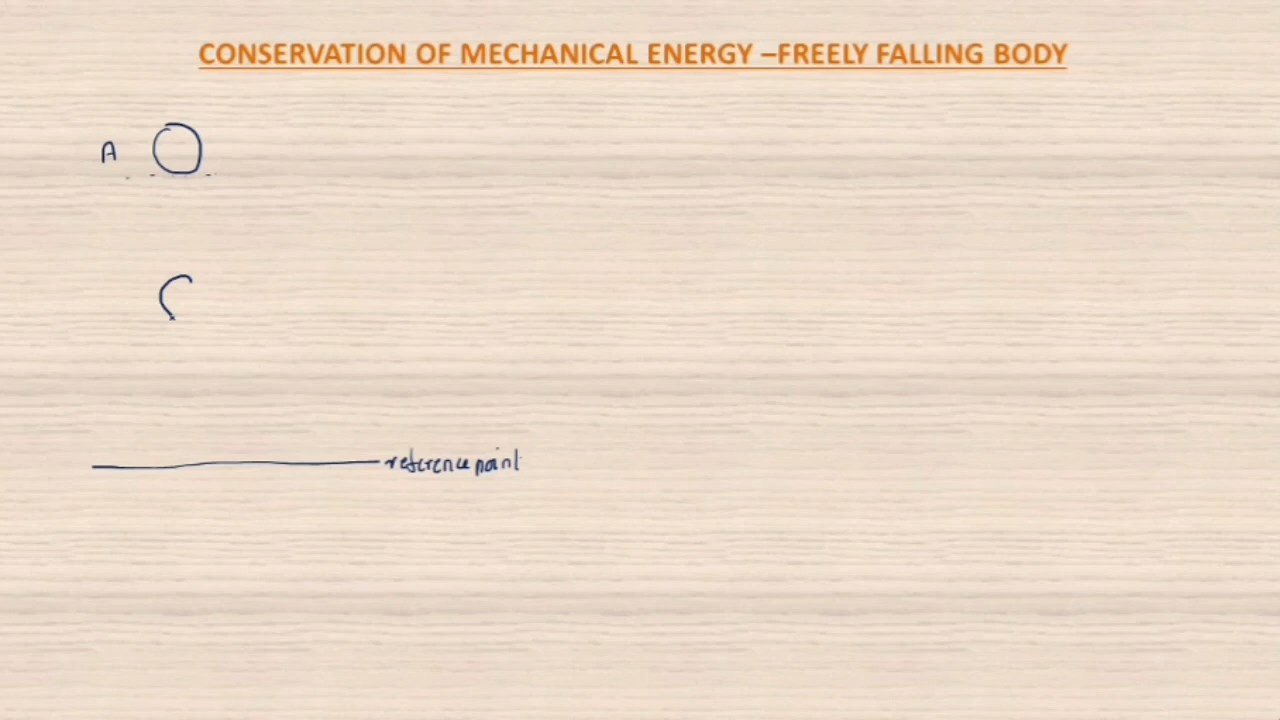 CONSERVATION OF MECHANICAL ENERGY –FREELY FALLING BODY
A
reference point